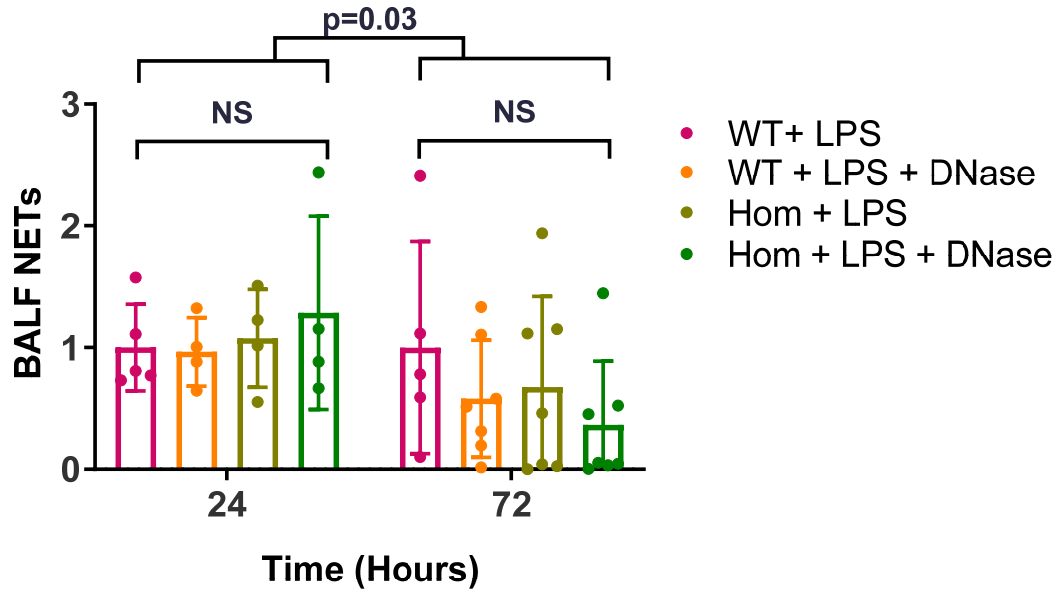 p=0.03
NS
NS
3
2
1
0
BALF NETs
24
72
Time (Hours)
WT+ LPS
WT + LPS + DNase
Hom + LPS
Hom + LPS + DNase